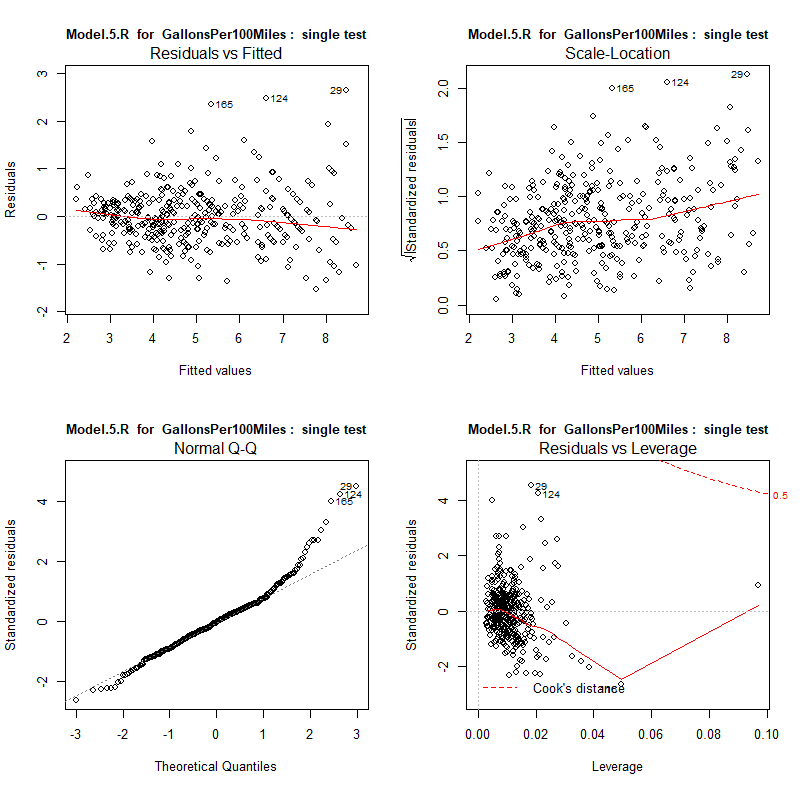 Model.5.R for GallonsPer100Miles : single test
Residuals vs Fitted
3
2
1
0
-1
-2
Residuals
29
124
165
2 3 4 5 6 7 8
Fitted values
Model.5.R for GallonsPer100Miles : single test
Scale-Location
2.0
1.5
1.0
0.5
0.0
√|Standardized residuals|
29
124
165
2 3 4 5 6 7 8
Fitted values
Model.5.R for GallonsPer100Miles : single test
Normal Q-Q
4
2
0
-2
Standardized residuals
29
124
165
-3 -2 -1 0 1 2 3
Theoretical Quantiles
Model.5.R for GallonsPer100Miles : single test
Residuals vs Leverage
4
2
0
-2
Standardized residuals
29
124
0.5
Cook's distance
0.00 0.02 0.04 0.06 0.08 0.10
Leverage